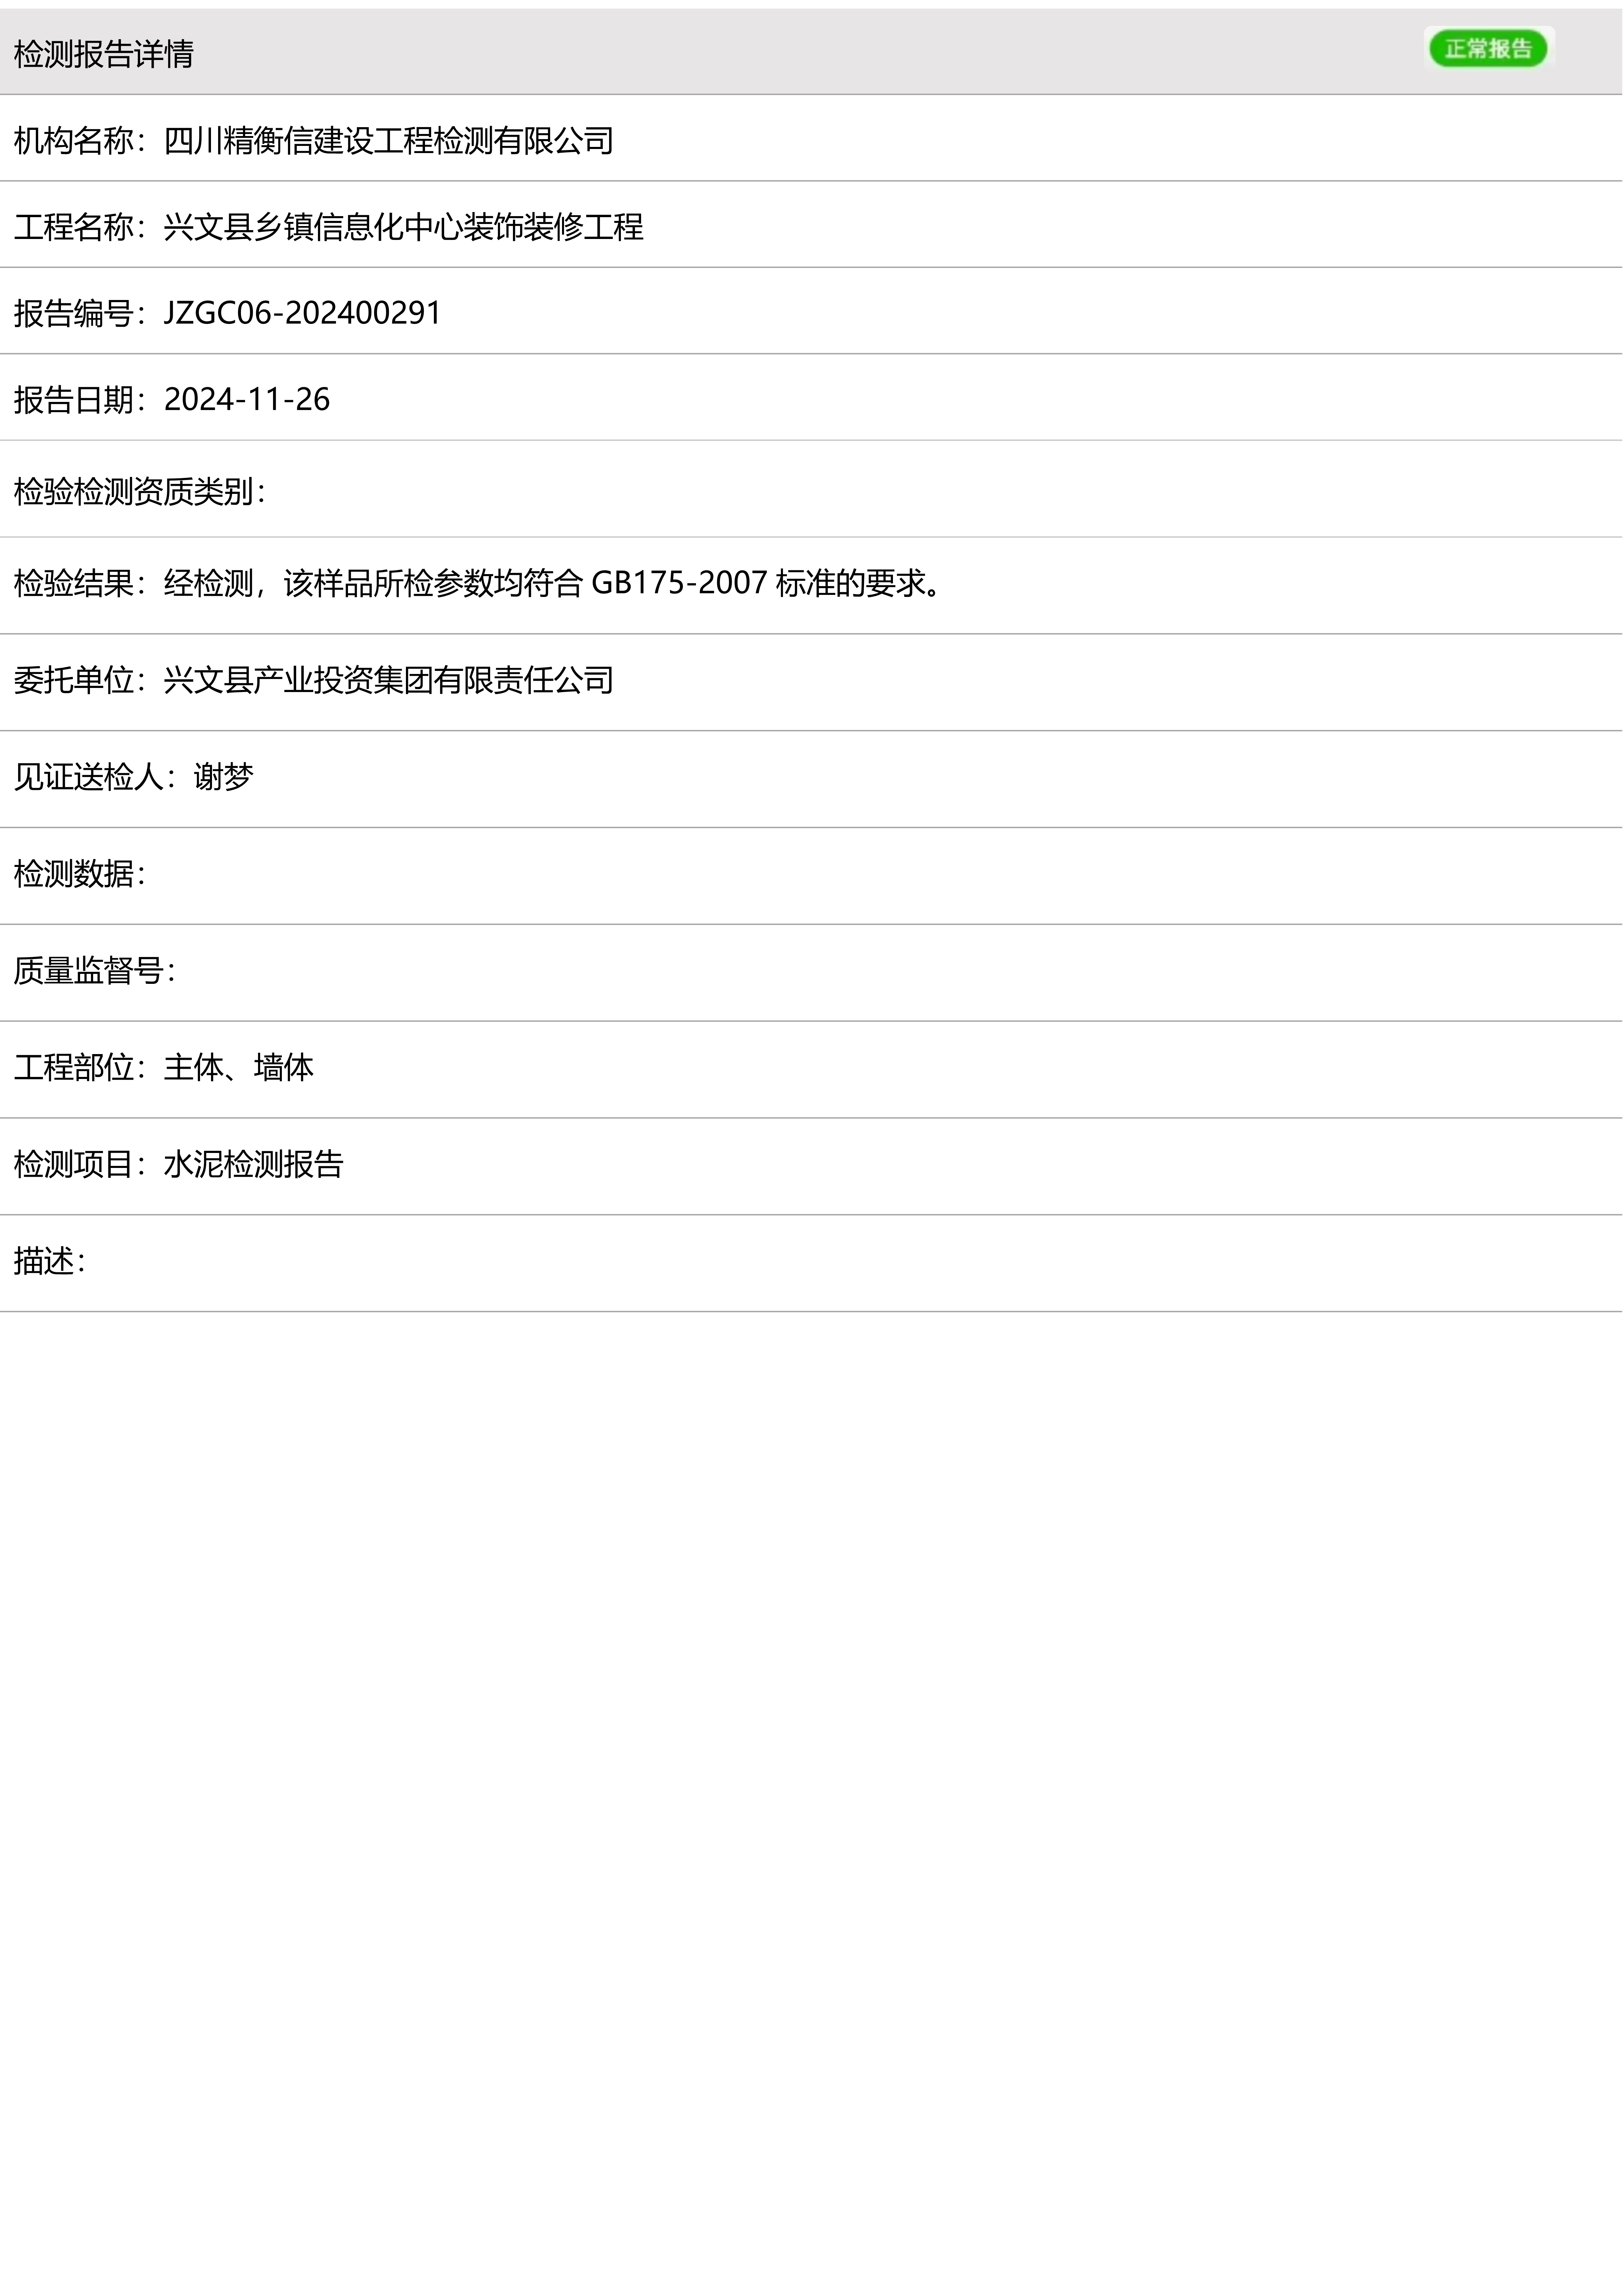 检测报告详情 正常报告
机构名称：四川精衡信建设工程检测有限公司
工程名称：兴文县乡镇信息化中心装饰装修工程
报告编号：JZGC06-202400291
报告日期：2024-11-26
检验检测资质类别：
检验结果：经检测，该样品所检参数均符合 GB175-2007 标准的要求。
委托单位：兴文县产业投资集团有限责任公司
见证送检人：谢梦
检测数据：
质量监督号：
工程部位：主体、墙体
检测项目：水泥检测报告
描述：